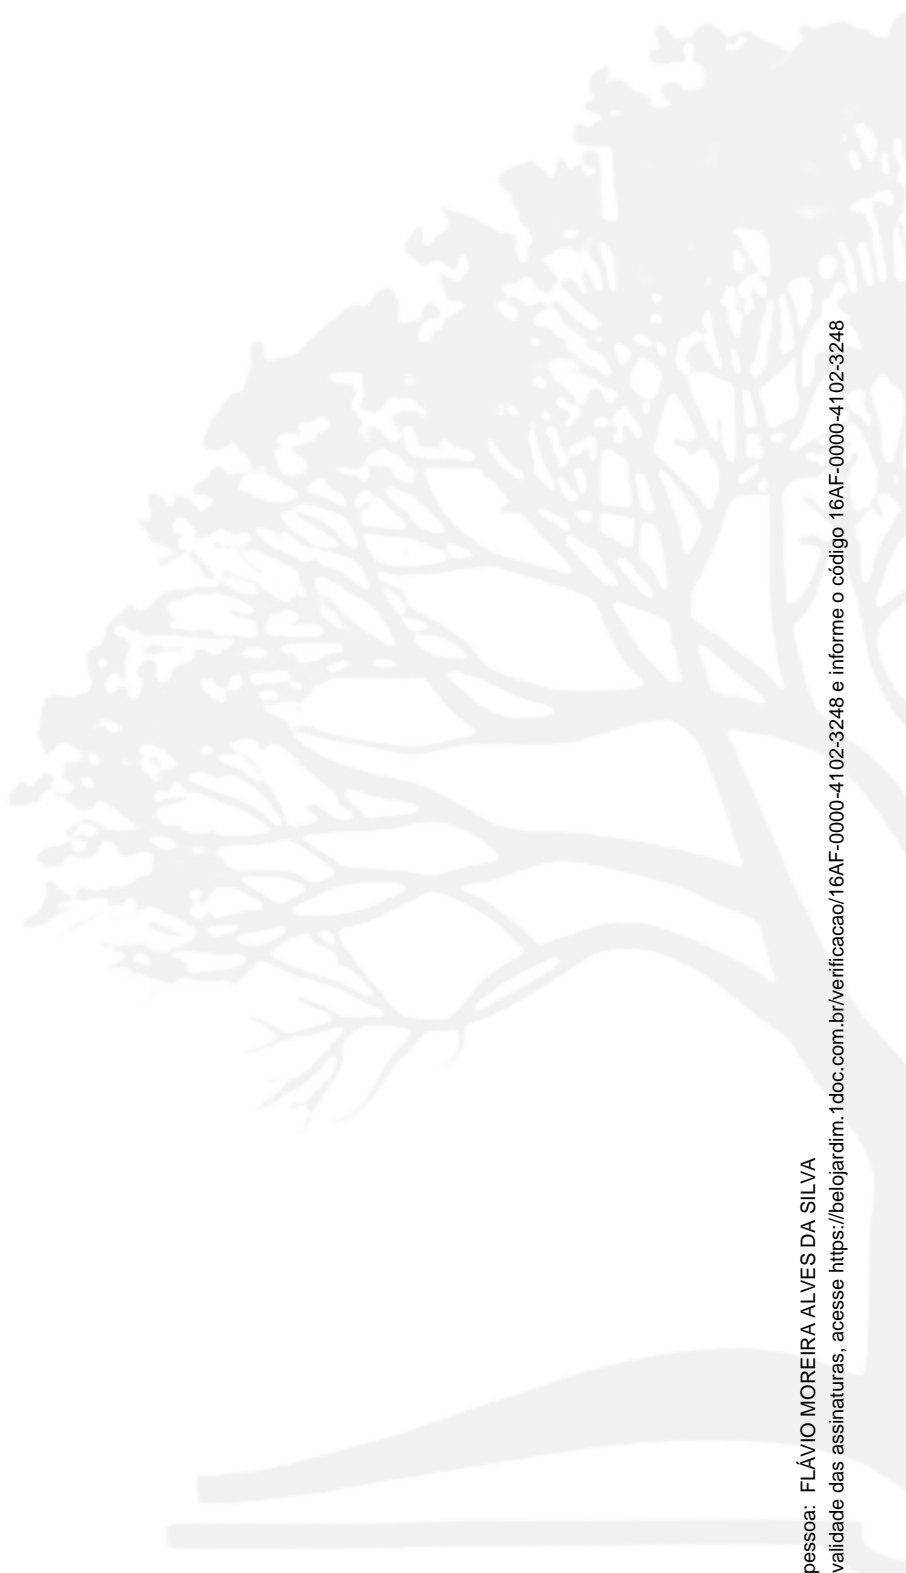 pessoa:  FLÁVIO MOREIRA ALVES DA SILVA
validade das assinaturas, acesse https://belojardim.1doc.com.br/verificacao/16AF-0000-4102-3248 e informe o código 16AF-0000-4102-3248